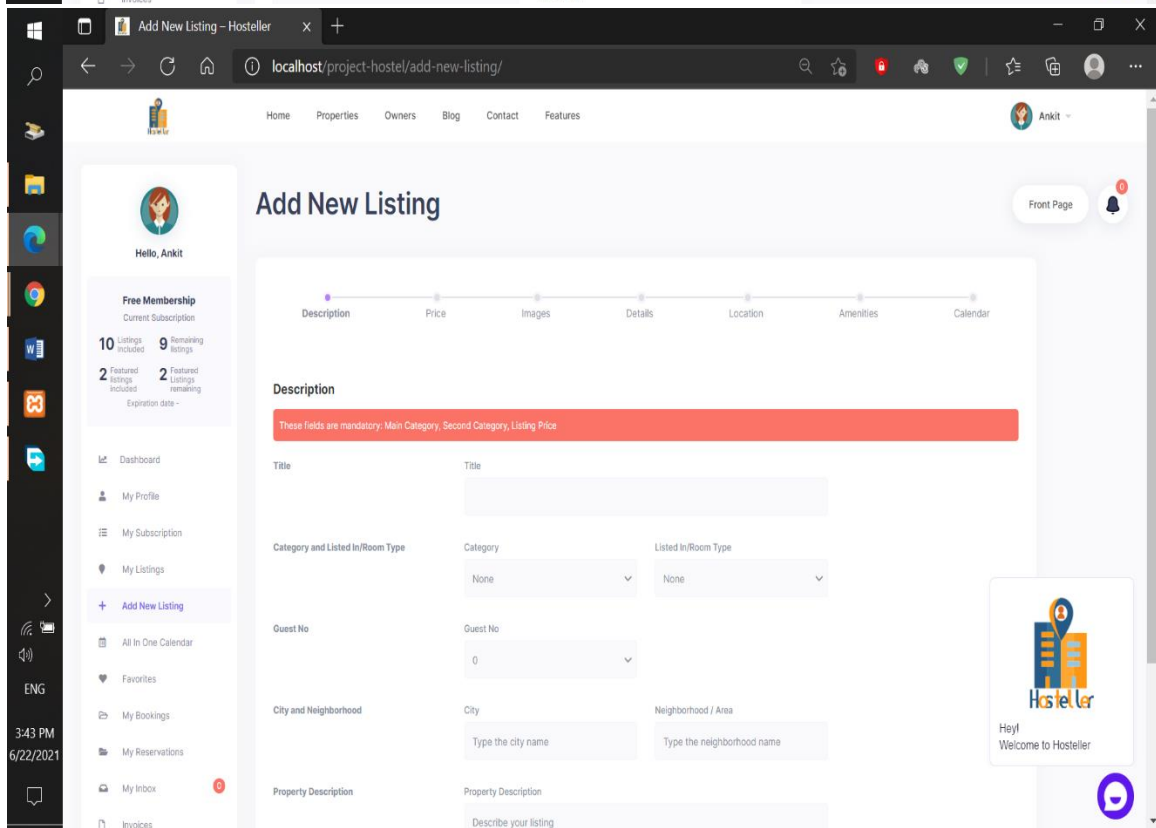 Invoices
Add New Listing – Hosteller
localhost/project-hostel/add-new-listing/
Hosteller
Home Properties Owners Blog Contact Features
Ankit
Hello, Ankit
Add New Listing
Front Page
0
Free Membership
Current Subscription
10 Listings included
9 Remaining listings
2 Featured listings included
2 Featured Listings remaining
Expiration date -
Description Price Images Details Location Amenities Calendar
Description
These fields are mandatory: Main Category, Second Category, Listing Price
Dashboard
My Profile
My Subscription
My Listings
Add New Listing
All In One Calendar
Favorites
My Bookings
My Reservations
My Inbox 0
Invoices
Title
Title
Category and Listed In/Room Type
Category
None
Listed In/Room Type
None
Guest No
Guest No
0
City and Neighborhood
City
Type the city name
Neighborhood / Area
Type the neighborhood name
Property Description
Property Description
Describe your listing
Hosteller
Hey!
Welcome to Hosteller
ENG
3:43 PM
6/22/2021